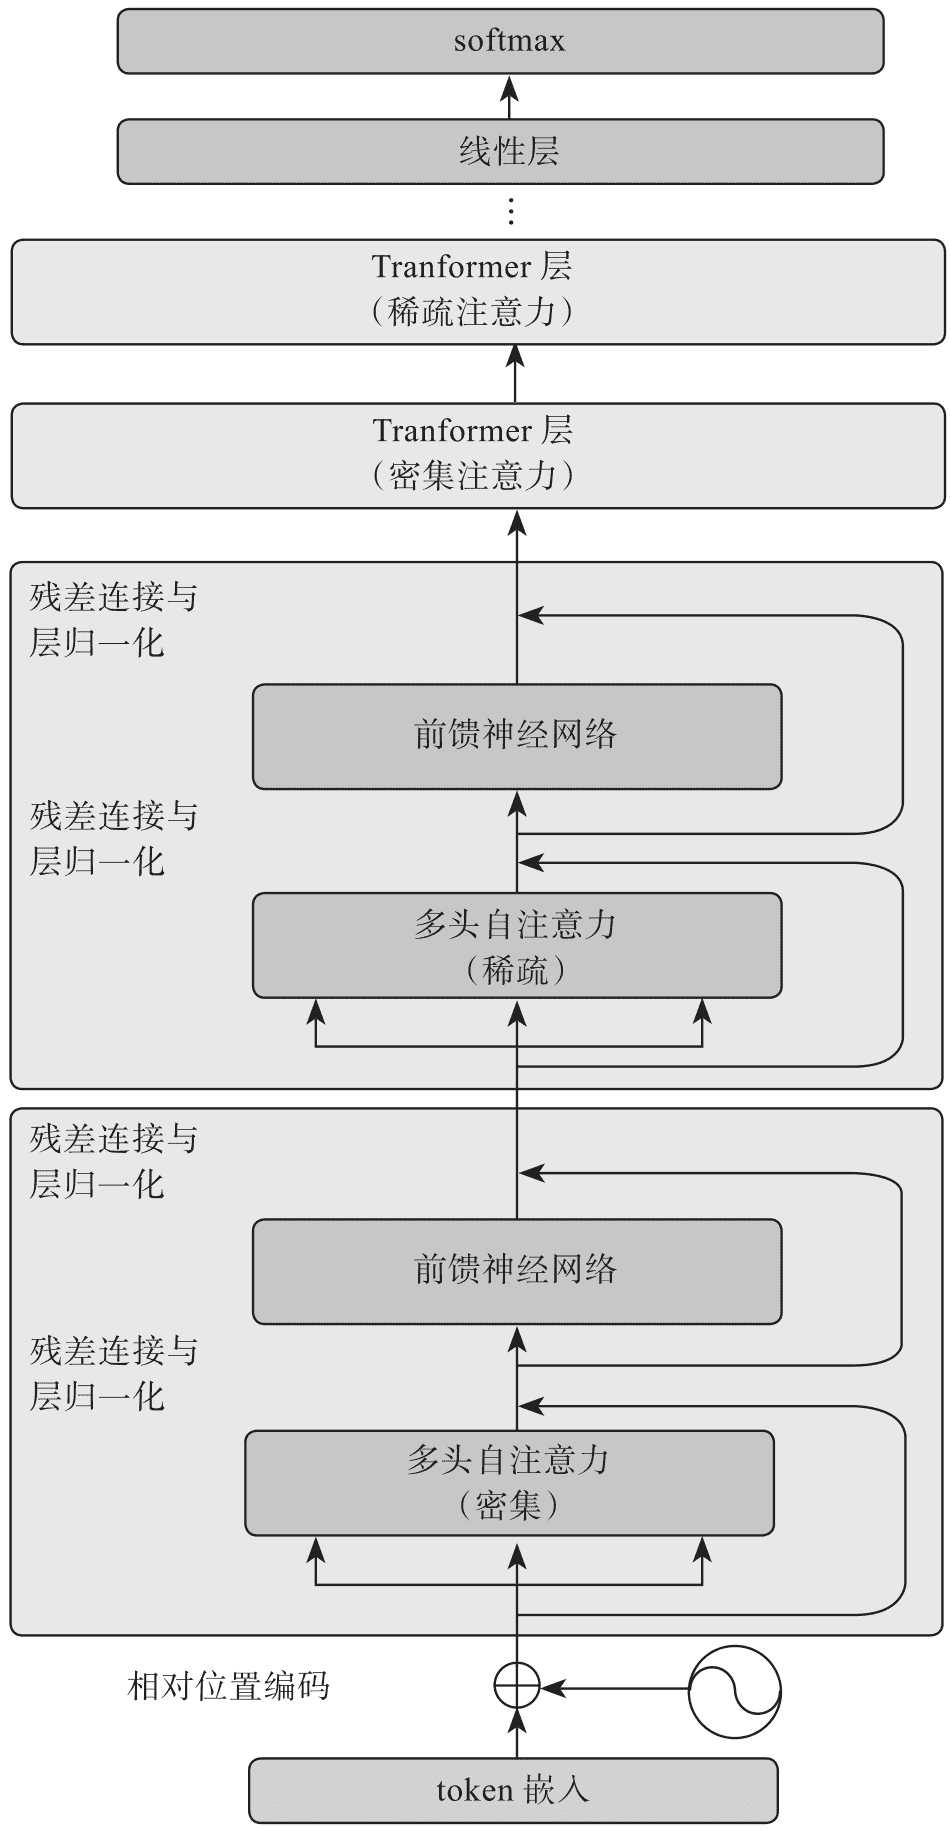 softmax
线性层
⋮
Tranformer 层
（稀疏注意力）
Tranformer 层
（密集注意力）
残差连接与
层归一化
前馈神经网络
残差连接与
层归一化
多头自注意力
（稀疏）
残差连接与
层归一化
前馈神经网络
残差连接与
层归一化
多头自注意力
（密集）
相对位置编码
token 嵌入